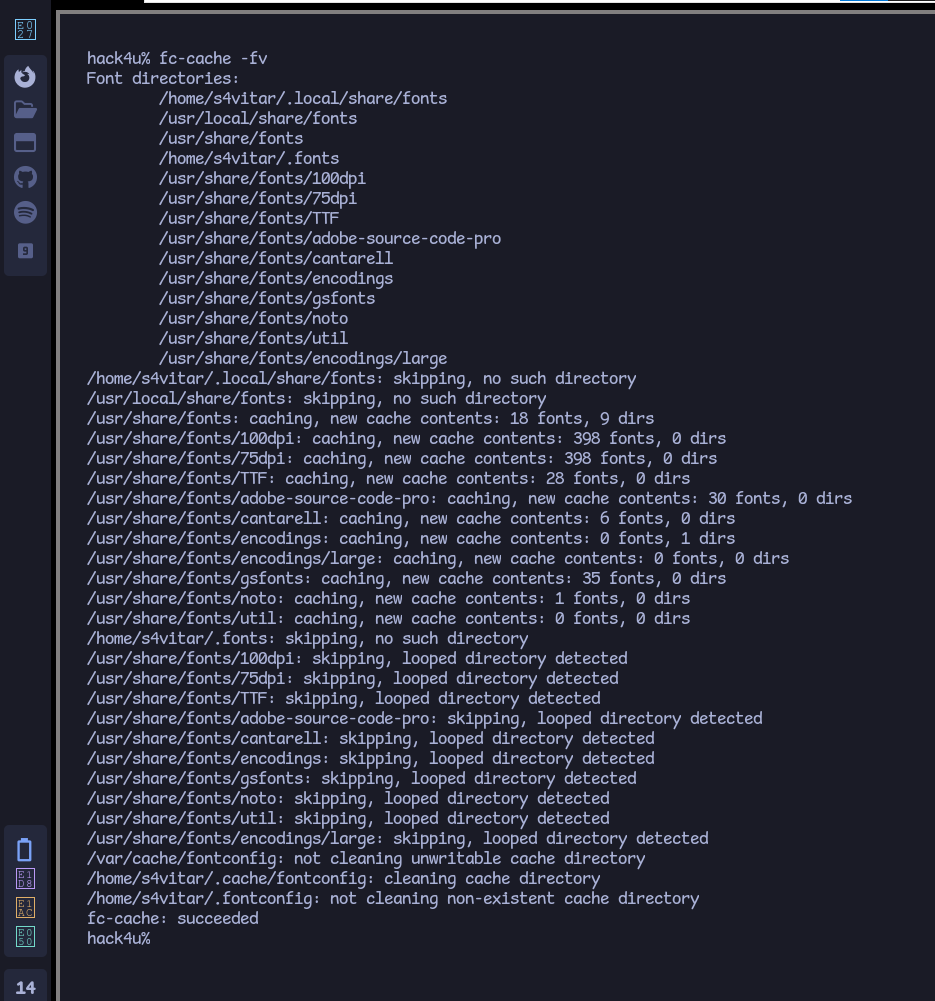 E0
27
9
hack4u% fc-cache -fv
Font directories:
/home/s4vitar/.local/share/fonts
/usr/local/share/fonts
/usr/share/fonts
/home/s4vitar/.fonts
/usr/share/fonts/100dpi
/usr/share/fonts/75dpi
/usr/share/fonts/TTF
/usr/share/fonts/adobe-source-code-pro
/usr/share/fonts/cantarell
/usr/share/fonts/encodings
/usr/share/fonts/gsfonts
/usr/share/fonts/noto
/usr/share/fonts/util
/usr/share/fonts/encodings/large
/home/s4vitar/.local/share/fonts: skipping, no such directory
/usr/local/share/fonts: skipping, no such directory
/usr/share/fonts: caching, new cache contents: 18 fonts, 9 dirs
/usr/share/fonts/100dpi: caching, new cache contents: 398 fonts, 0 dirs
/usr/share/fonts/75dpi: caching, new cache contents: 398 fonts, 0 dirs
/usr/share/fonts/TTF: caching, new cache contents: 28 fonts, 0 dirs
/usr/share/fonts/adobe-source-code-pro: caching, new cache contents: 30 fonts, 0 dirs
/usr/share/fonts/cantarell: caching, new cache contents: 6 fonts, 0 dirs
/usr/share/fonts/encodings: caching, new cache contents: 0 fonts, 1 dirs
/usr/share/fonts/encodings/large: caching, new cache contents: 0 fonts, 0 dirs
/usr/share/fonts/gsfonts: caching, new cache contents: 35 fonts, 0 dirs
/usr/share/fonts/noto: caching, new cache contents: 1 fonts, 0 dirs
/usr/share/fonts/util: caching, new cache contents: 0 fonts, 0 dirs
/home/s4vitar/.fonts: skipping, no such directory
/usr/share/fonts/100dpi: skipping, looped directory detected
/usr/share/fonts/75dpi: skipping, looped directory detected
/usr/share/fonts/TTF: skipping, looped directory detected
/usr/share/fonts/adobe-source-code-pro: skipping, looped directory detected
/usr/share/fonts/cantarell: skipping, looped directory detected
/usr/share/fonts/encodings: skipping, looped directory detected
/usr/share/fonts/gsfonts: skipping, looped directory detected
/usr/share/fonts/noto: skipping, looped directory detected
/usr/share/fonts/util: skipping, looped directory detected
/usr/share/fonts/encodings/large: skipping, looped directory detected
/var/cache/fontconfig: not cleaning unwritable cache directory
/home/s4vitar/.cache/fontconfig: cleaning cache directory
/home/s4vitar/.fontconfig: not cleaning non-existent cache directory
fc-cache: succeeded
hack4u%
E1
D8
E1
AC
E0
50
14